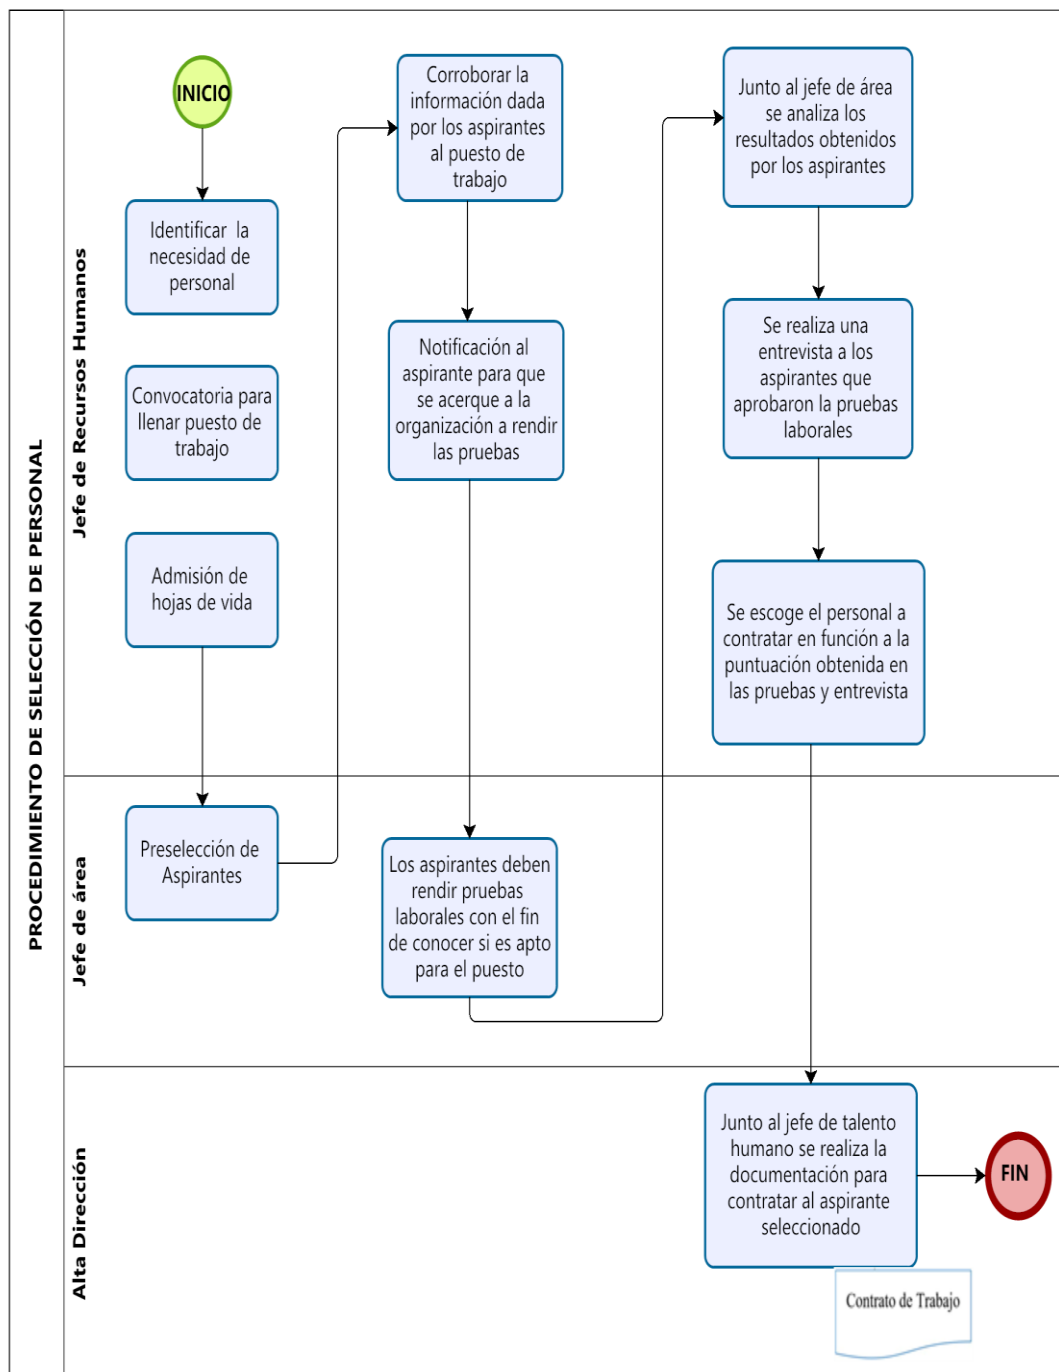 PROCEDIMIENTO DE SELECCIÓN DE PERSONAL
Jefe de Recursos Humanos
INICIO
Identificar la
necesidad de
personal
Convocatoria para
llenar puesto de
trabajo
Admisión de
hojas de vida
Corroborar la
información dada
por los aspirantes
al puesto de
trabajo
Notificación al
aspirante para que
se acerque a la
organización a rendir
las pruebas
Junto al jefe de área
se analiza los
resultados obtenidos
por los aspirantes
Se realiza una
entrevista a los
aspirantes que
aprobaron la pruebas
laborales
Se escoge el personal a
contratar en función a la
puntuación obtenida en
las pruebas y entrevista
Jefe de área
Preselección de
Aspirantes
Los aspirantes deben
rendir pruebas
laborales con el fin
de conocer si es apto
para el puesto
Alta Dirección
Junto al jefe de talento
humano se realiza la
documentación para
contratar al aspirante
seleccionado
FIN
Contrato de Trabajo